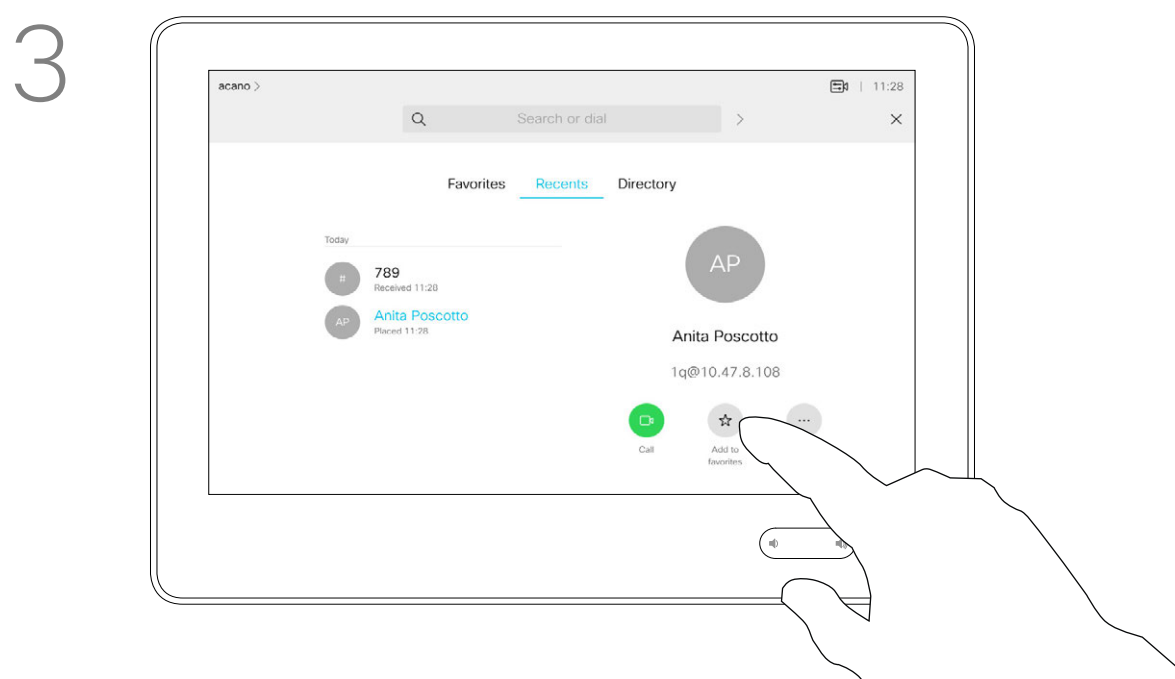 3
acano >
11:28
Search or dial
Favorites Recents Directory
Today
#
789
Received 11:28
AP
Anita Poscotto
Placed 11:28
AP
Anita Poscotto
1q@10.47.8.108
Call
Add to
favorites